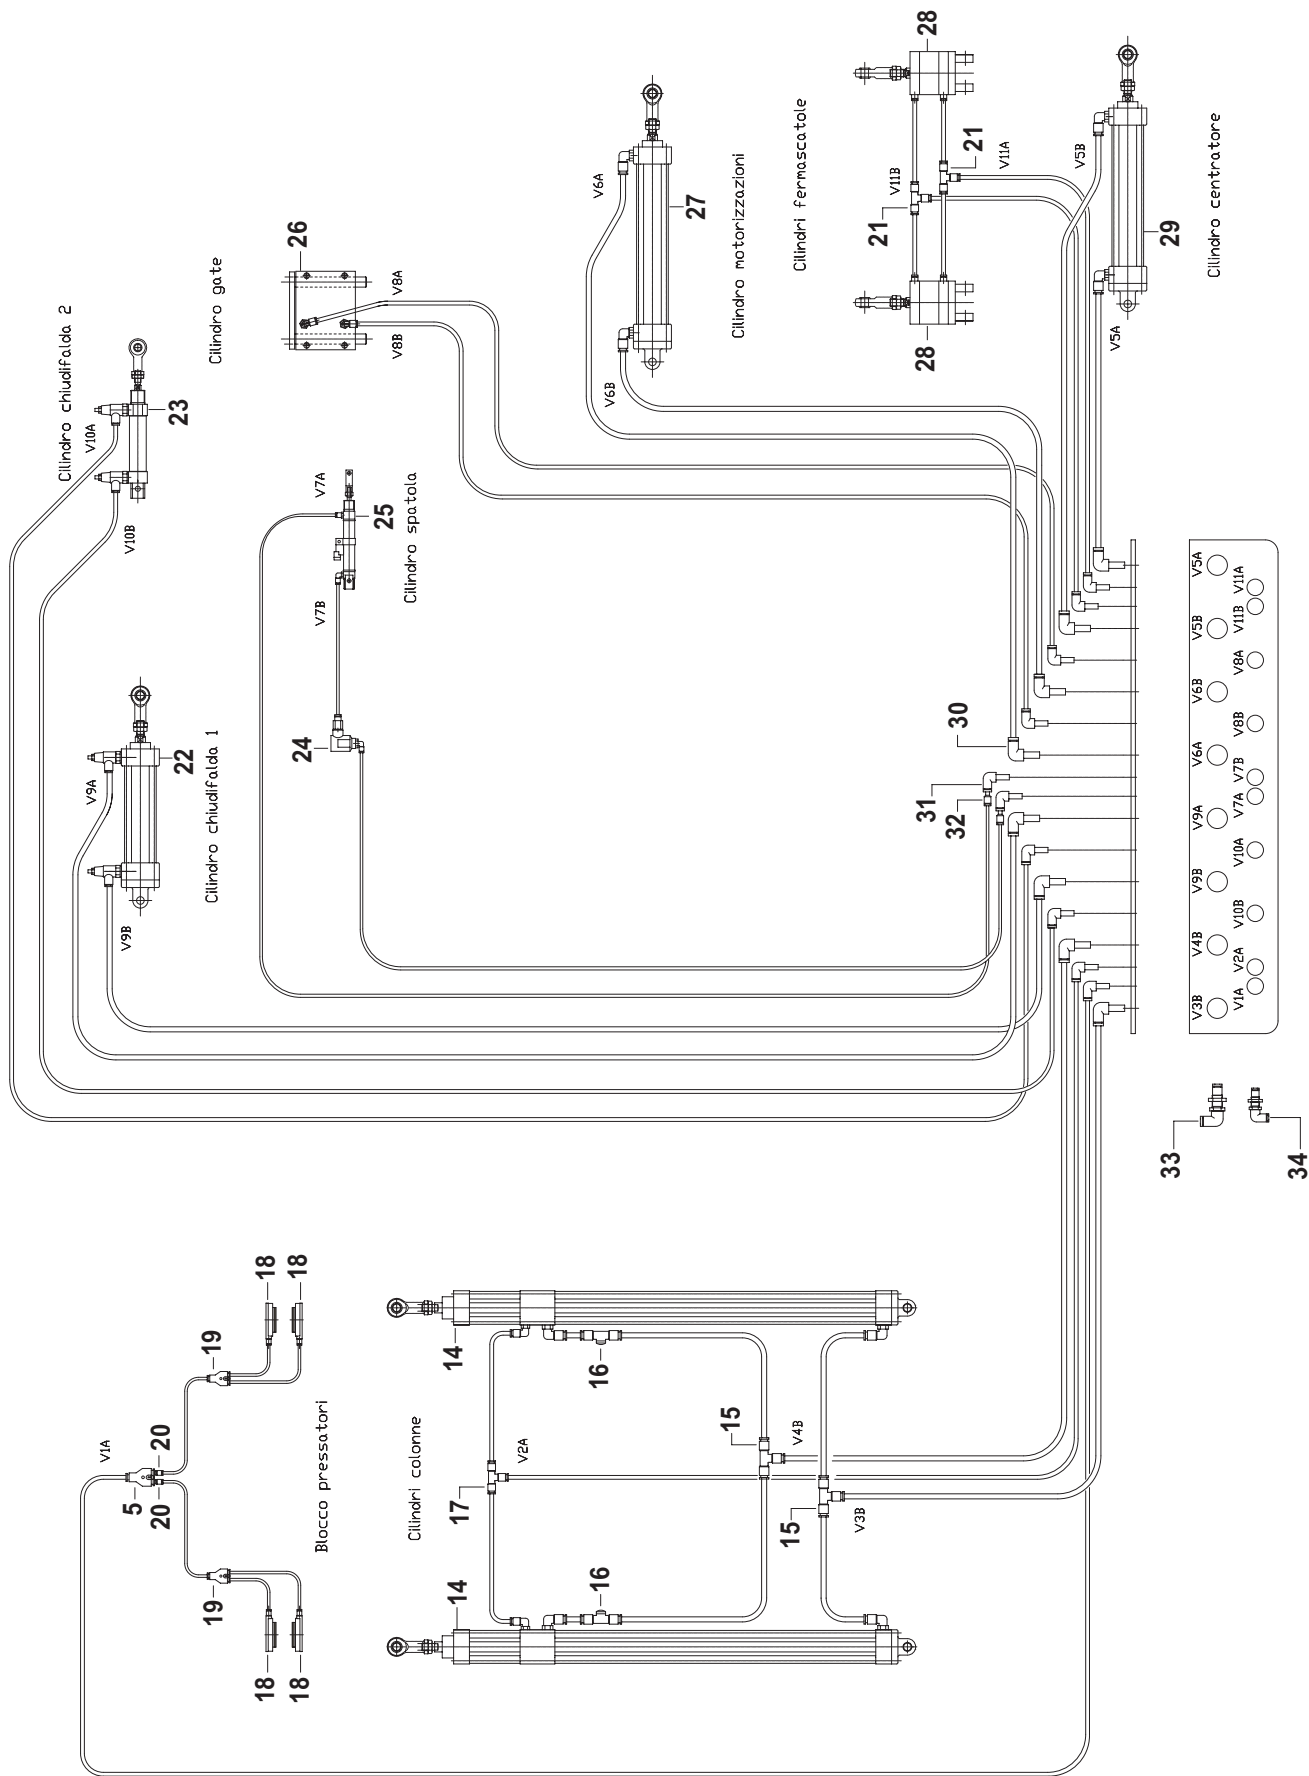 28
V11B
21
V11A
21
28
Cilindri fermascatole
V5B
29
V5A
Cilindro centratore
V6A
27
V6B
Cilindro motorizzazioni
26
V8A
V8B
Cilindro gate
Cilindro chiudifalda 2
V10A
23
V10B
V7A
25
V7B
Cilindro spatola
24
V9A
22
V9B
Cilindro chiudifalda 1
30
31
32
V5A
V11A
V5B
V11B
V8A
V6B
V8B
V6A
V7B
V7A
V9A
V10A
V9B
V10B
V4B
V2A
V1A
V3B
33
34
V1A
5
20
20
19
19
18
18
18
18
Blocco pressatori
Cilindri colonne
14
14
16
16
17
V2A
15
V4B
15
V3B